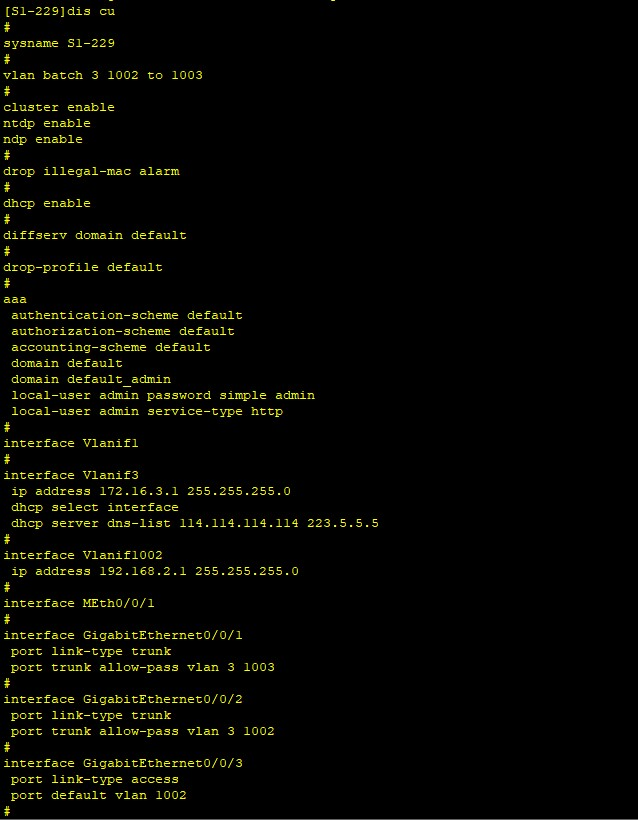 [S1-229]dis cu
#
sysname S1-229
#
vlan batch 3 1002 to 1003
#
cluster enable
ntdp enable
ndp enable
#
drop illegal-mac alarm
#
dhcp enable
#
diffserv domain default
#
drop-profile default
#
aaa
 authentication-scheme default
 authorization-scheme default
 accounting-scheme default
 domain default
 domain default_admin
 local-user admin password simple admin
 local-user admin service-type http
#
interface Vlanif1
#
interface Vlanif3
 ip address 172.16.3.1 255.255.255.0
 dhcp select interface
 dhcp server dns-list 114.114.114.114 223.5.5.5
#
interface Vlanif1002
 ip address 192.168.2.1 255.255.255.0
#
interface MEth0/0/1
#
interface GigabitEthernet0/0/1
 port link-type trunk
 port trunk allow-pass vlan 3 1003
#
interface GigabitEthernet0/0/2
 port link-type trunk
 port trunk allow-pass vlan 3 1002
#
interface GigabitEthernet0/0/3
 port link-type access
 port default vlan 1002
#